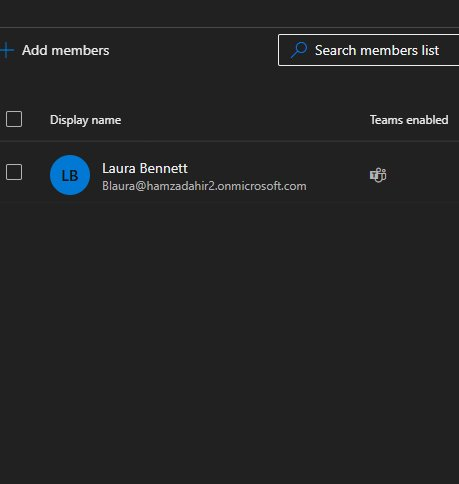 Add members
Search members list
Display name
Teams enabled
LB
Laura Bennett
Blaura@hamzadahir2.onmicrosoft.com
T